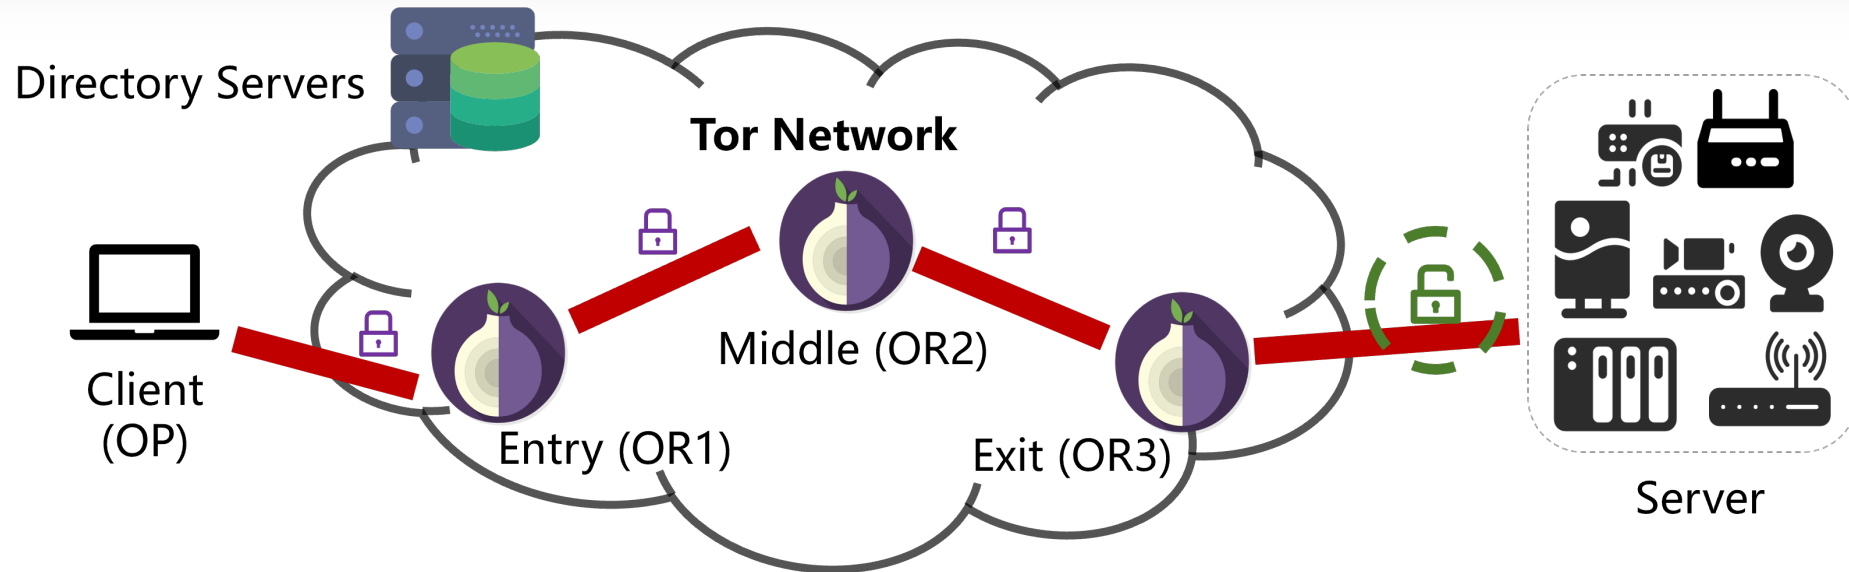 Directory Servers
Tor Network
Middle (OR2)
Client
(OP)
Entry (OR1)
Exit (OR3)
Server